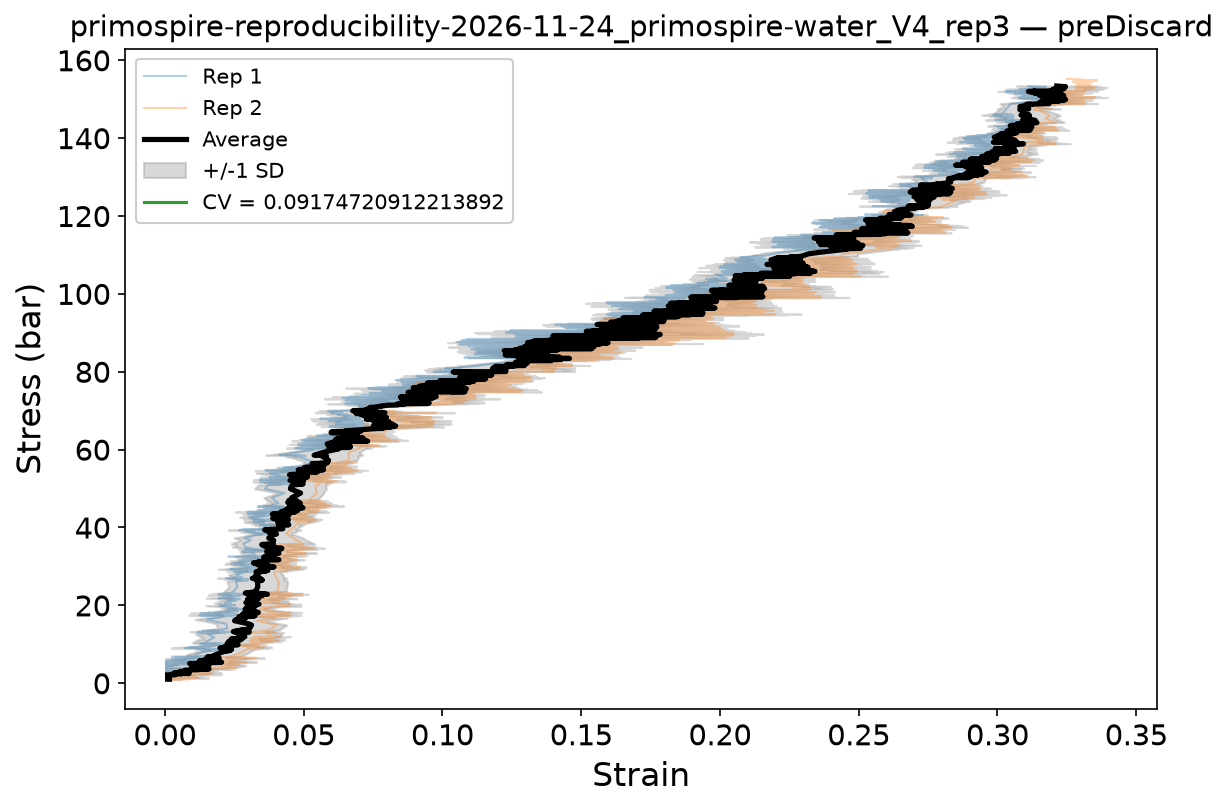 primospire-reproducibility-2026-11-24_primospire-water_V4_rep3 — preDiscard
160
140
120
100
80
60
40
20
0
Stress (bar)
Rep 1
Rep 2
Average
+/-1 SD
CV = 0.09174720912213892
0.00 0.05 0.10 0.15 0.20 0.25 0.30 0.35
Strain